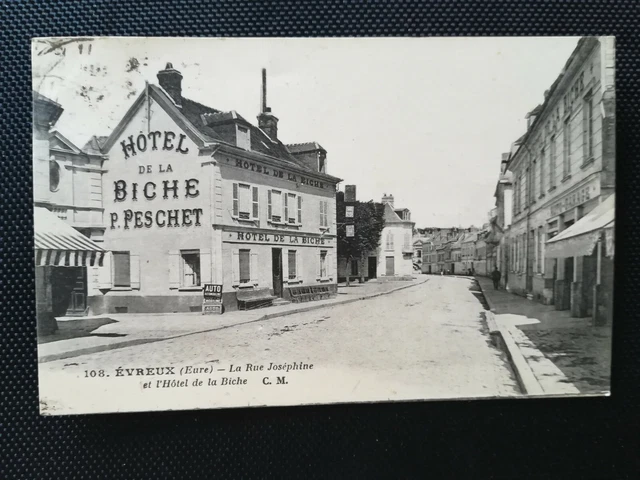 HÔTEL
DE LA
BICHE
P. PESCHET
HOTEL DE LA BICHE
HOTEL DE LA BICHE
AUTO
108. ÉVREUX (Eure) – La Rue Joséphine
et l'Hôtel de la Biche C. M.